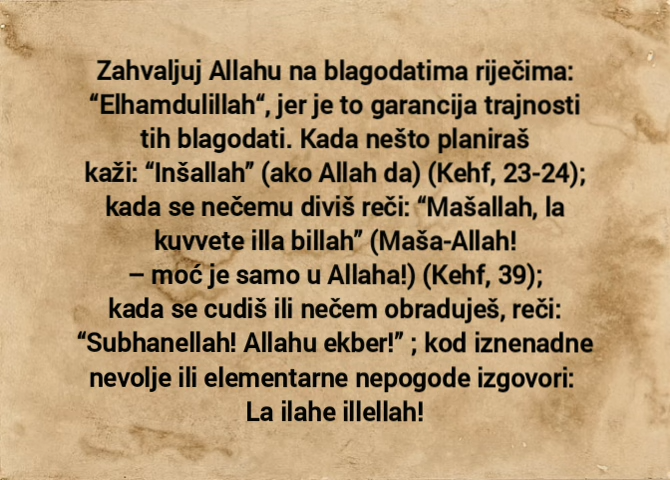 Zahvaljuj Allahu na blagodatima riječima:
“Elhamdulillah“, jer je to garancija trajnosti
tih blagodati. Kada nešto planiraš
kaži: “Inšallah” (ako Allah da) (Kehf, 23-24);
kada se nečemu diviš reči: “Mašallah, la
kuvvete illa billah” (Maša-Allah!
– moć je samo u Allaha!) (Kehf, 39);
kada se cudiš ili nečem obraduješ, reči:
“Subhanellah! Allahu ekber!” ; kod iznenadne
nevolje ili elementarne nepogode izgovori:
La ilahe illellah!